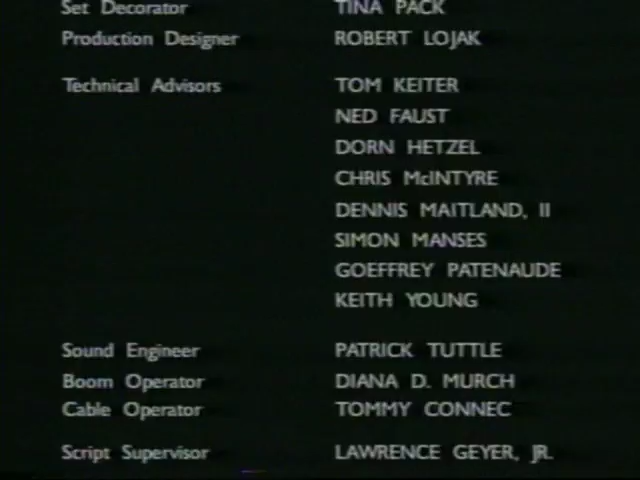 Set Decorator TINA PACK
Production Designer ROBERT LOJAK
Technical Advisors TOM KEITER
NED FAUST
DORN HETZEL
CHRIS McINTYRE
DENNIS MAITLAND, II
SIMON MANSES
GOEFFREY PATENAUDE
KEITH YOUNG
Sound Engineer PATRICK TUTTLE
Boom Operator DIANA D. MURCH
Cable Operator TOMMY CONNEC
Script Supervisor LAWRENCE GEYER, JR.